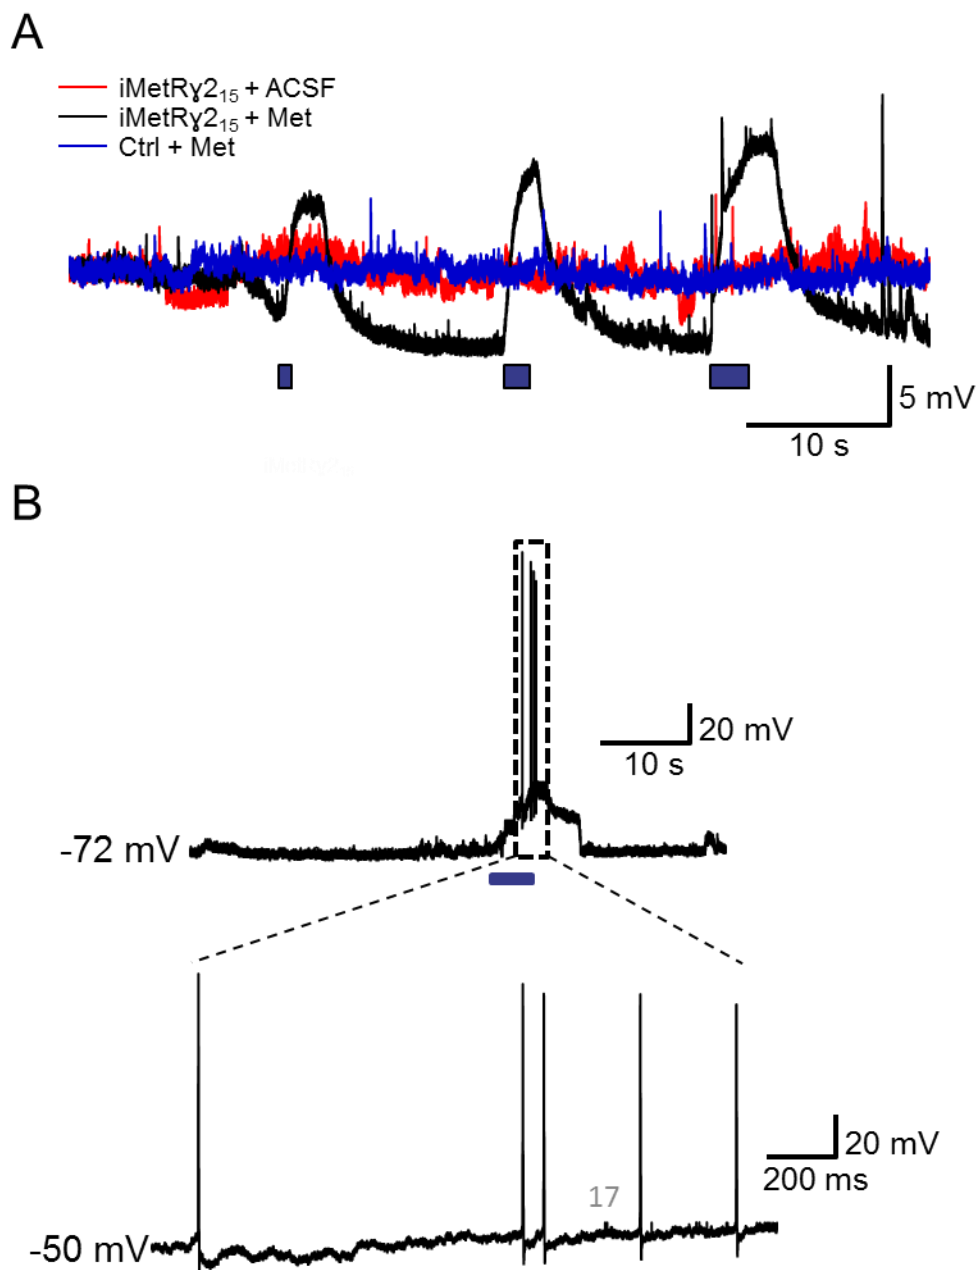 A
iMetRɣ2₁₅ + ACSF
iMetRɣ2₁₅ + Met
Ctrl + Met
5 mV
10 s
B
20 mV
10 s
-72 mV
20 mV
200 ms
17
-50 mV